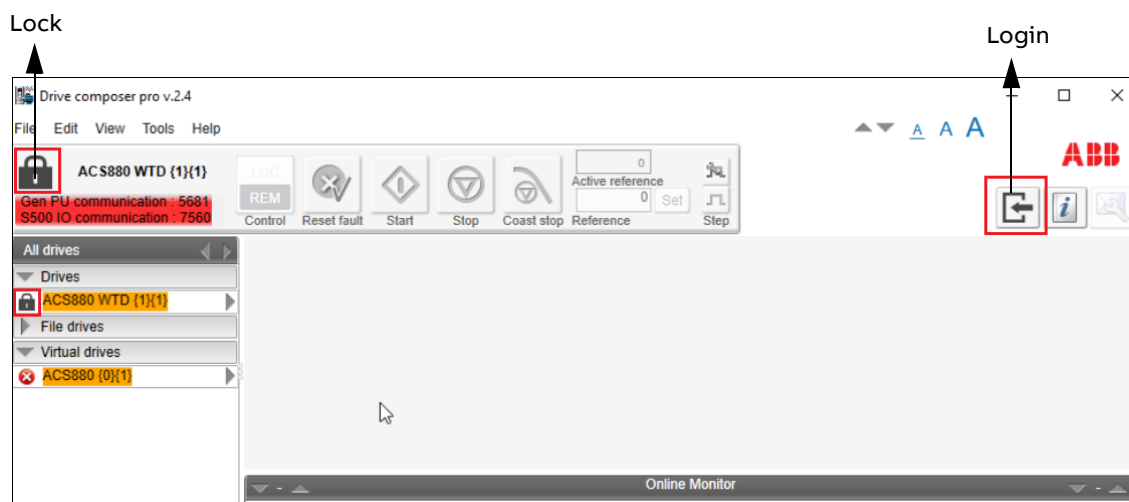 Lock
Login
Drive composer pro v.2.4
File Edit View Tools Help
A A A
ABB
ACS880 WTD {1}{1}
Gen PU communication : 5681
S500 IO communication : 7560
LOC
REM
Control
Reset fault
Start
Stop
Coast stop
0
Active reference
0 Set
Reference
Step
i
All drives
Drives
ACS880 WTD {1}{1}
File drives
Virtual drives
ACS880 {0}{1}
- Online Monitor -